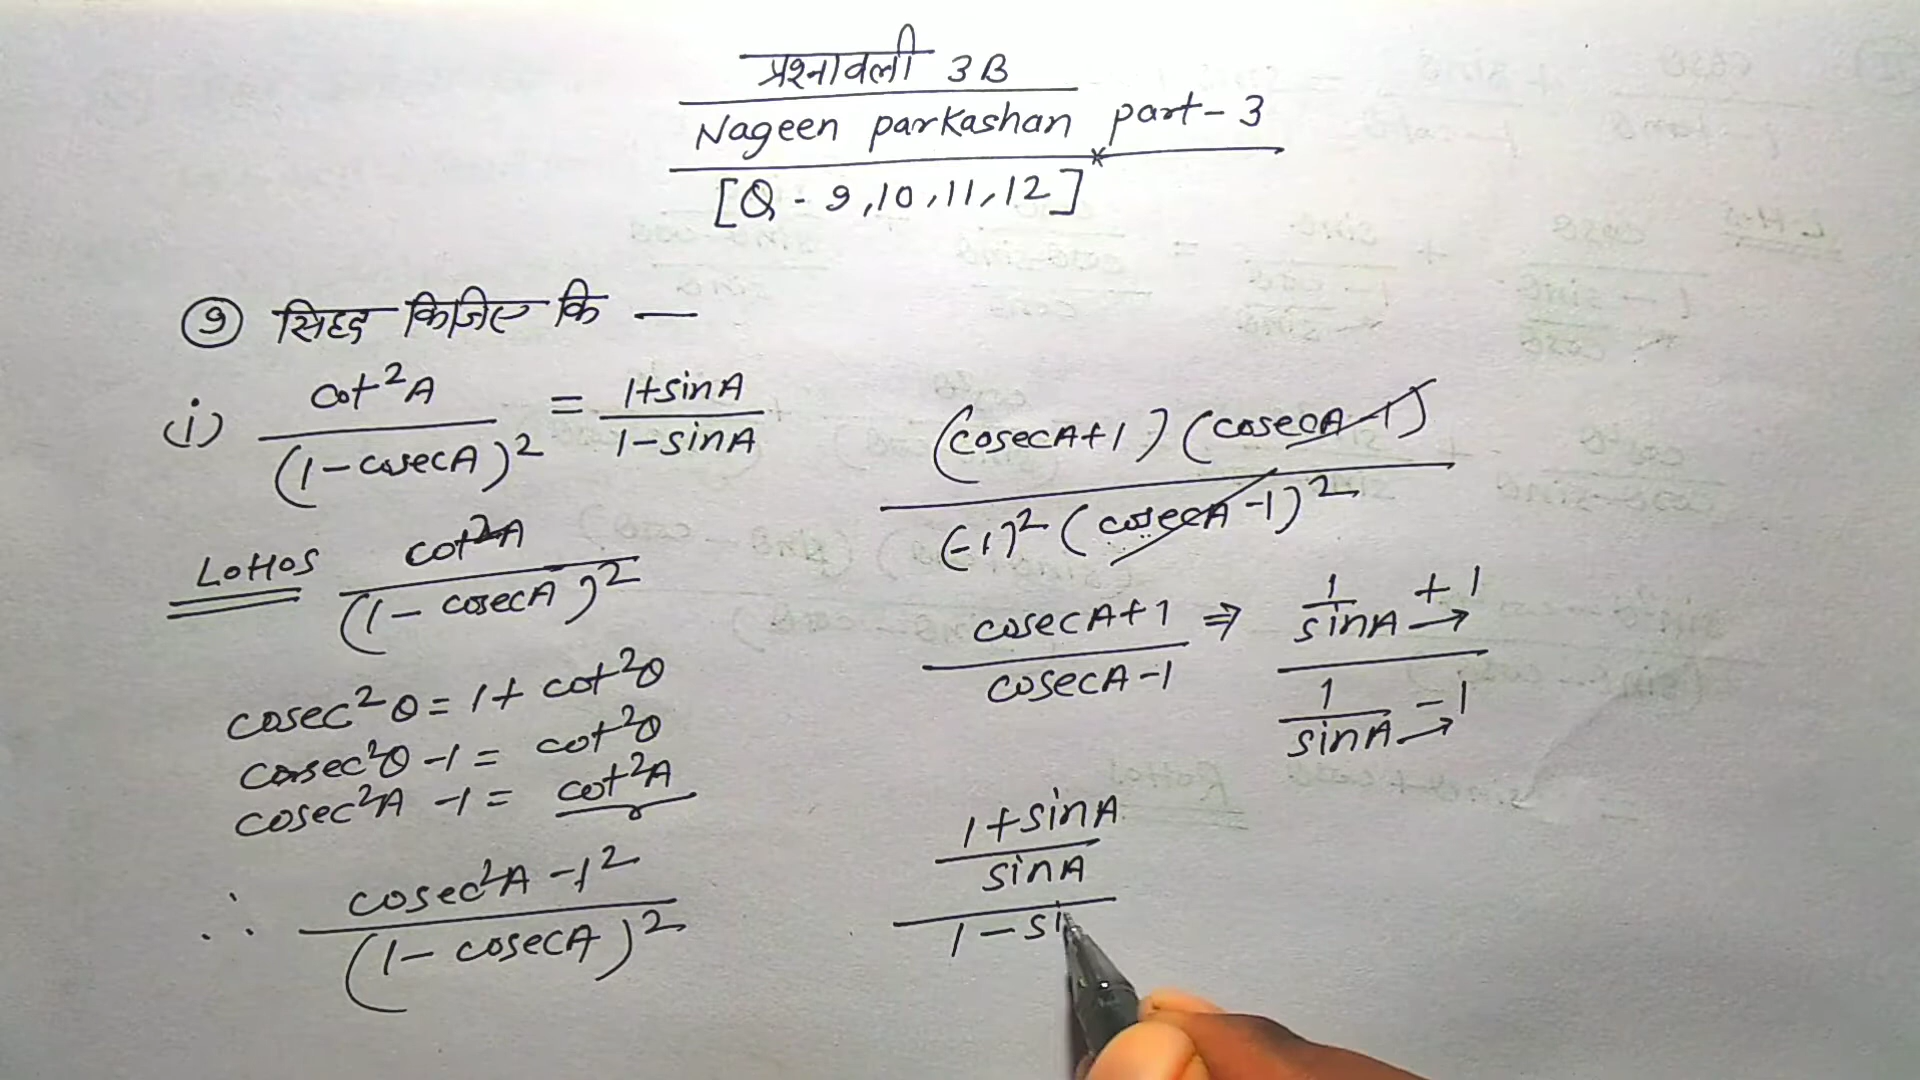 प्रश्नावली 3B
Nageen parkashan part-3
[Q - 9,10,11,12]
⑨ सिद्द किजिए कि —
(i) cot²A / (1-cosecA)² = 1+sinA / 1-sinA
LoHoS cot²A / (1-cosecA)²
cosec²θ = 1 + cot²θ
cosec²θ -1 = cot²θ
cosec²A -1 = cot²A
∴ cosec²A -1² / (1-cosecA)²
(cosecA+1) (cosecA-1) / (-1)² (cosecA-1)²
cosecA+1 / cosecA-1 ⇒ 1/sinA + 1 / 1/sinA - 1
1+sinA / sinA
1-si